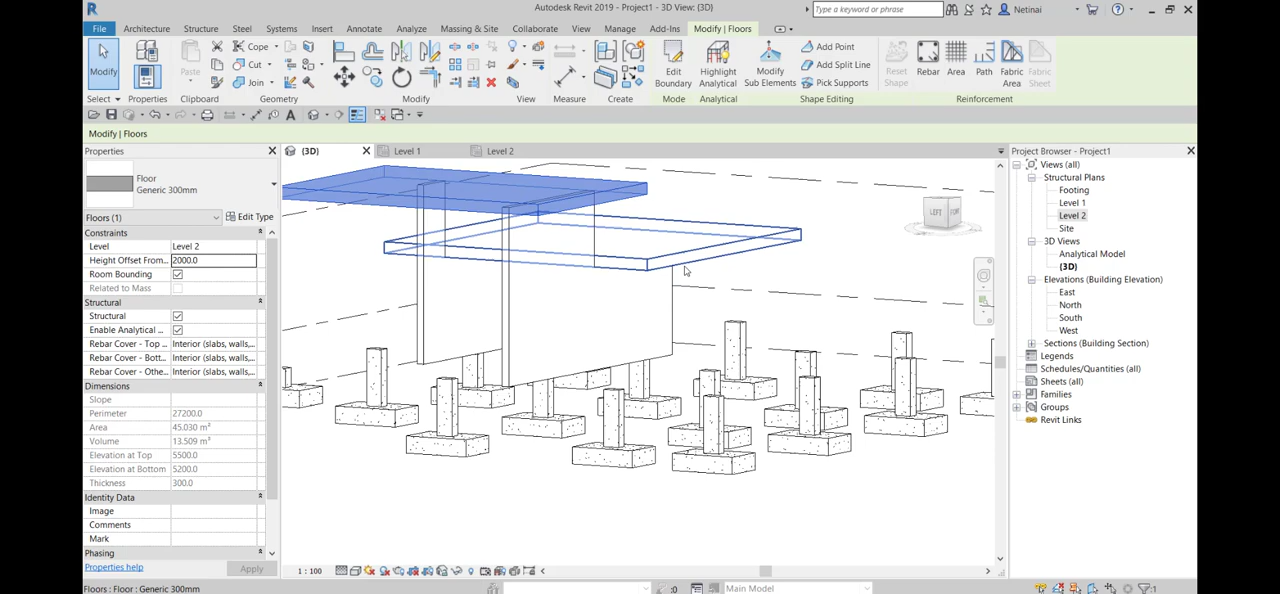 Autodesk Revit 2019 - Project1 - 3D View: {3D}
Type a keyword or phrase
Netinai
File Architecture Structure Steel Systems Insert Annotate Analyze Massing & Site Collaborate View Manage Add-Ins Modify | Floors
Modify
Properties
Paste
Cope
Cut
Join
Edit Boundary
Highlight Analytical
Modify Sub Elements
Add Point
Add Split Line
Pick Supports
Reset Shape
Rebar
Area
Path
Fabric Area
Fabric Sheet
Select Properties Clipboard Geometry Modify View Measure Create Mode Analytical Shape Editing Reinforcement
Modify | Floors
Properties
Floor
Generic 300mm
Floors (1) Edit Type
Constraints
Level Level 2
Height Offset From... 2000.0
Room Bounding
Related to Mass
Structural
Structural
Enable Analytical ...
Rebar Cover - Top ... Interior (slabs, walls,...
Rebar Cover - Bott... Interior (slabs, walls,...
Rebar Cover - Othe... Interior (slabs, walls,...
Dimensions
Slope
Perimeter 27200.0
Area 45.030 m²
Volume 13.509 m³
Elevation at Top 5500.0
Elevation at Bottom 5200.0
Thickness 300.0
Identity Data
Image
Comments
Mark
Phasing
Properties help Apply
{3D} Level 1 Level 2
LEFT
1 : 100
Project Browser - Project1
Views (all)
Structural Plans
Footing
Level 1
Level 2
Site
3D Views
Analytical Model
{3D}
Elevations (Building Elevation)
East
North
South
West
Sections (Building Section)
Legends
Schedules/Quantities (all)
Sheets (all)
Families
Groups
Revit Links
Floors : Floor : Generic 300mm
:0
Main Model
:1